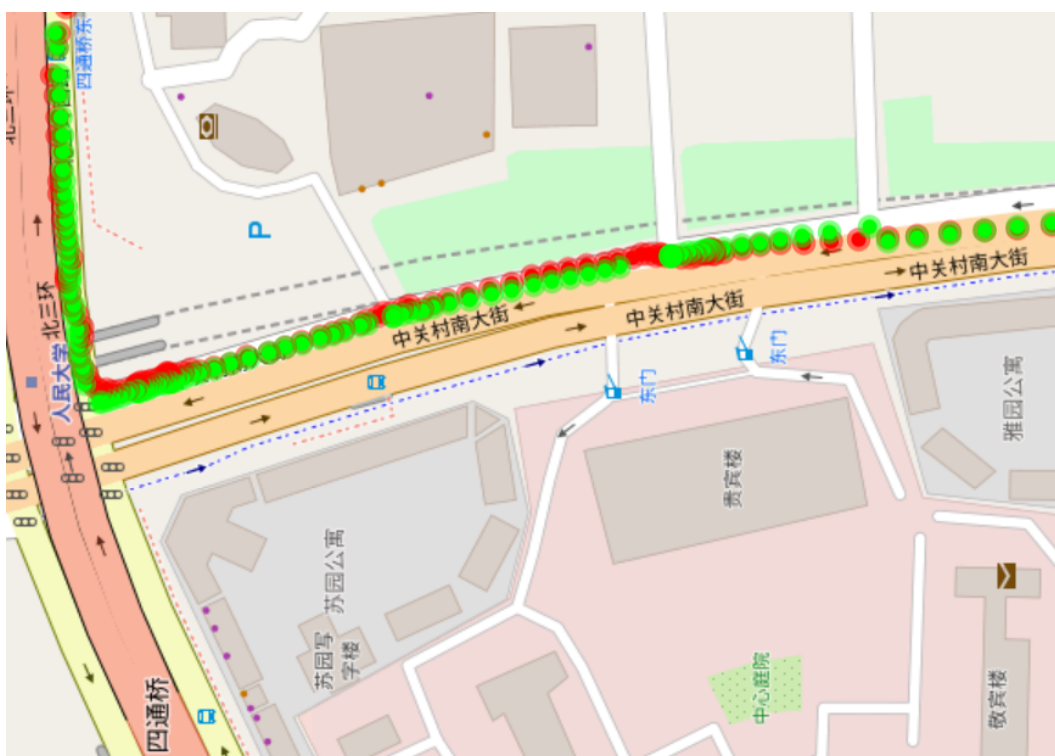 四通桥东
北三环
北三环
人民大学
P
中关村南大街
中关村南大街
中关村南大街
东门
东门
雅园公寓
贵宾楼
苏园公寓
苏园写
字楼
中心庭院
敬宾楼
四通桥